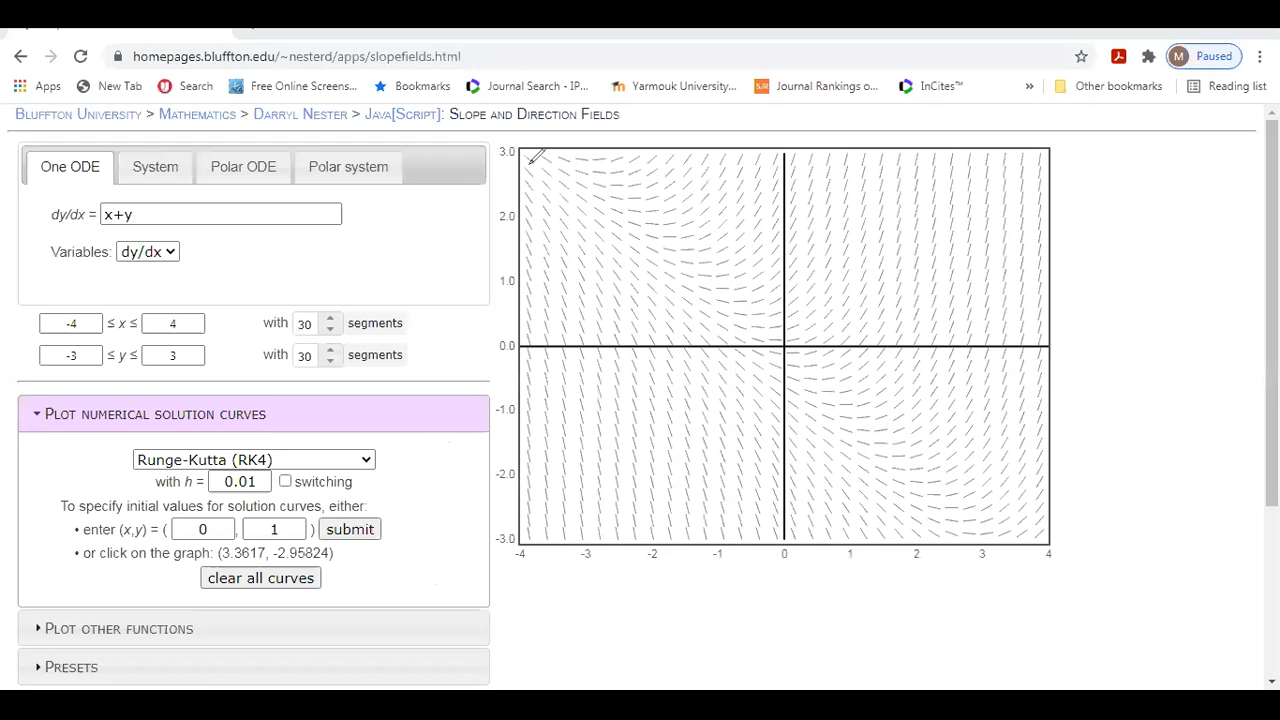 homepages.bluffton.edu/~nesterd/apps/slopefields.html
M Paused
Apps New Tab Search Free Online Screens... Bookmarks Journal Search - IP... Yarmouk University... SJR Journal Rankings o... InCites™ » Other bookmarks Reading list
BLUFFTON UNIVERSITY > MATHEMATICS > DARRYL NESTER > JAVA[SCRIPT]: SLOPE AND DIRECTION FIELDS
One ODE System Polar ODE Polar system
dy/dx = x+y
Variables: dy/dx
-4 ≤ x ≤ 4 with 30 segments
-3 ≤ y ≤ 3 with 30 segments
PLOT NUMERICAL SOLUTION CURVES
Runge-Kutta (RK4)
with h = 0.01 switching
To specify initial values for solution curves, either:
• enter (x,y) = ( 0 , 1 ) submit
• or click on the graph: (3.3617, -2.95824)
clear all curves
PLOT OTHER FUNCTIONS
PRESETS
3.0
2.0
1.0
0.0
-1.0
-2.0
-3.0
-4 -3 -2 -1 0 1 2 3 4